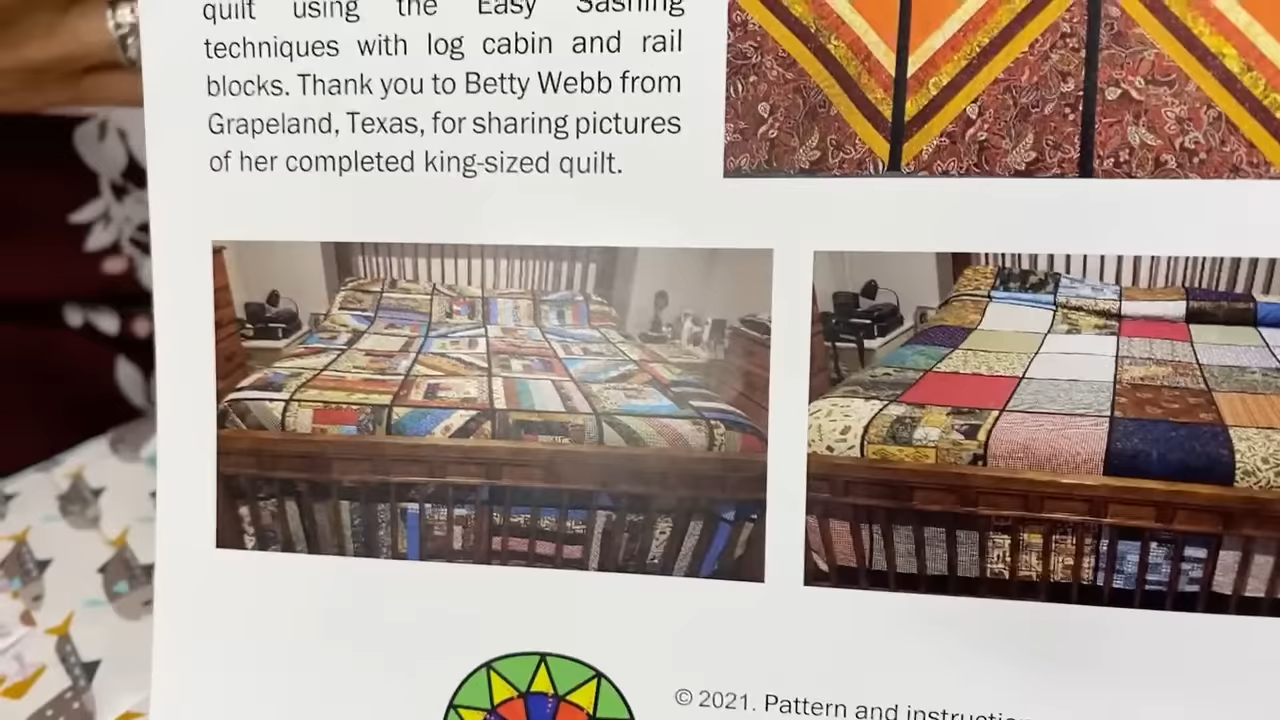 quilt using the Easy Sashing
techniques with log cabin and rail
blocks. Thank you to Betty Webb from
Grapeland, Texas, for sharing pictures
of her completed king-sized quilt.
© 2021. Pattern and instructio